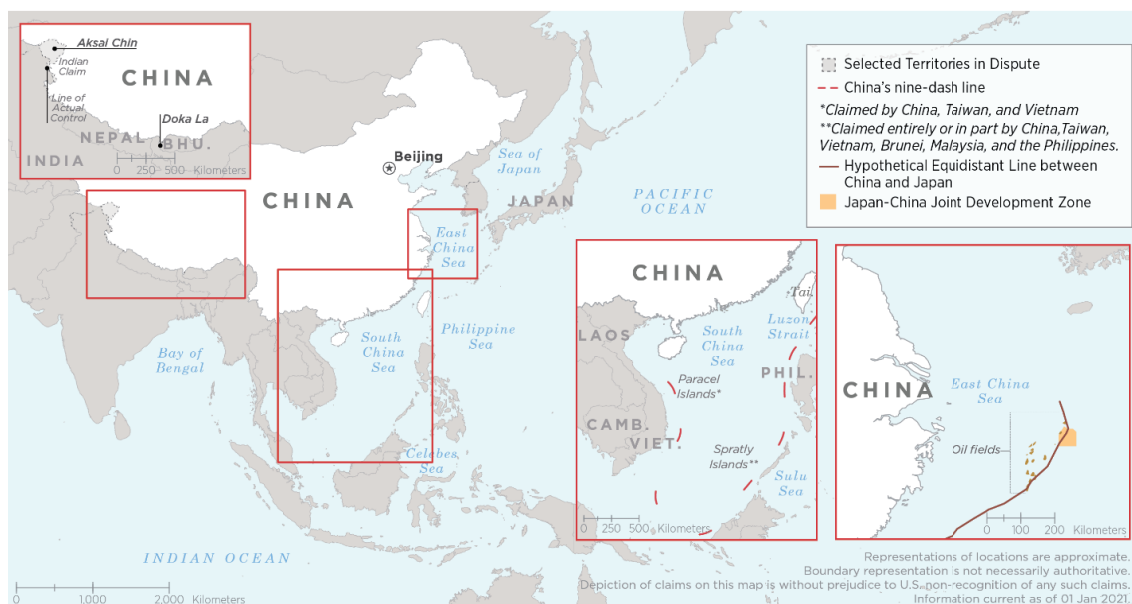 Aksai Chin
Indian
Claim
CHINA
Line of
Actual
Control
Doka La
NEPAL
BHU.
INDIA
0 250 500 Kilometers
Beijing
CHINA
Sea of
Japan
JAPAN
PACIFIC
OCEAN
East
China
Sea
South
China
Sea
Philippine
Sea
Bay of
Bengal
Celebes
Sea
INDIAN OCEAN
0 1,000 2,000 Kilometers
Selected Territories in Dispute
China's nine-dash line
*Claimed by China, Taiwan, and Vietnam
**Claimed entirely or in part by China,Taiwan,
Vietnam, Brunei, Malaysia, and the Philippines.
Hypothetical Equidistant Line between
China and Japan
Japan-China Joint Development Zone
CHINA
Tai.
LAOS
South
China
Sea
Luzon
Strait
PHIL.
Paracel
Islands*
CAMB.
VIET.
Spratly
Islands**
Sulu
Sea
0 250 500 Kilometers
CHINA
East China
Sea
Oil fields
0 100 200 Kilometers
Representations of locations are approximate.
Boundary representation is not necessarily authoritative.
Depiction of claims on this map is without prejudice to U.S. non-recognition of any such claims.
Information current as of 01 Jan 2021.